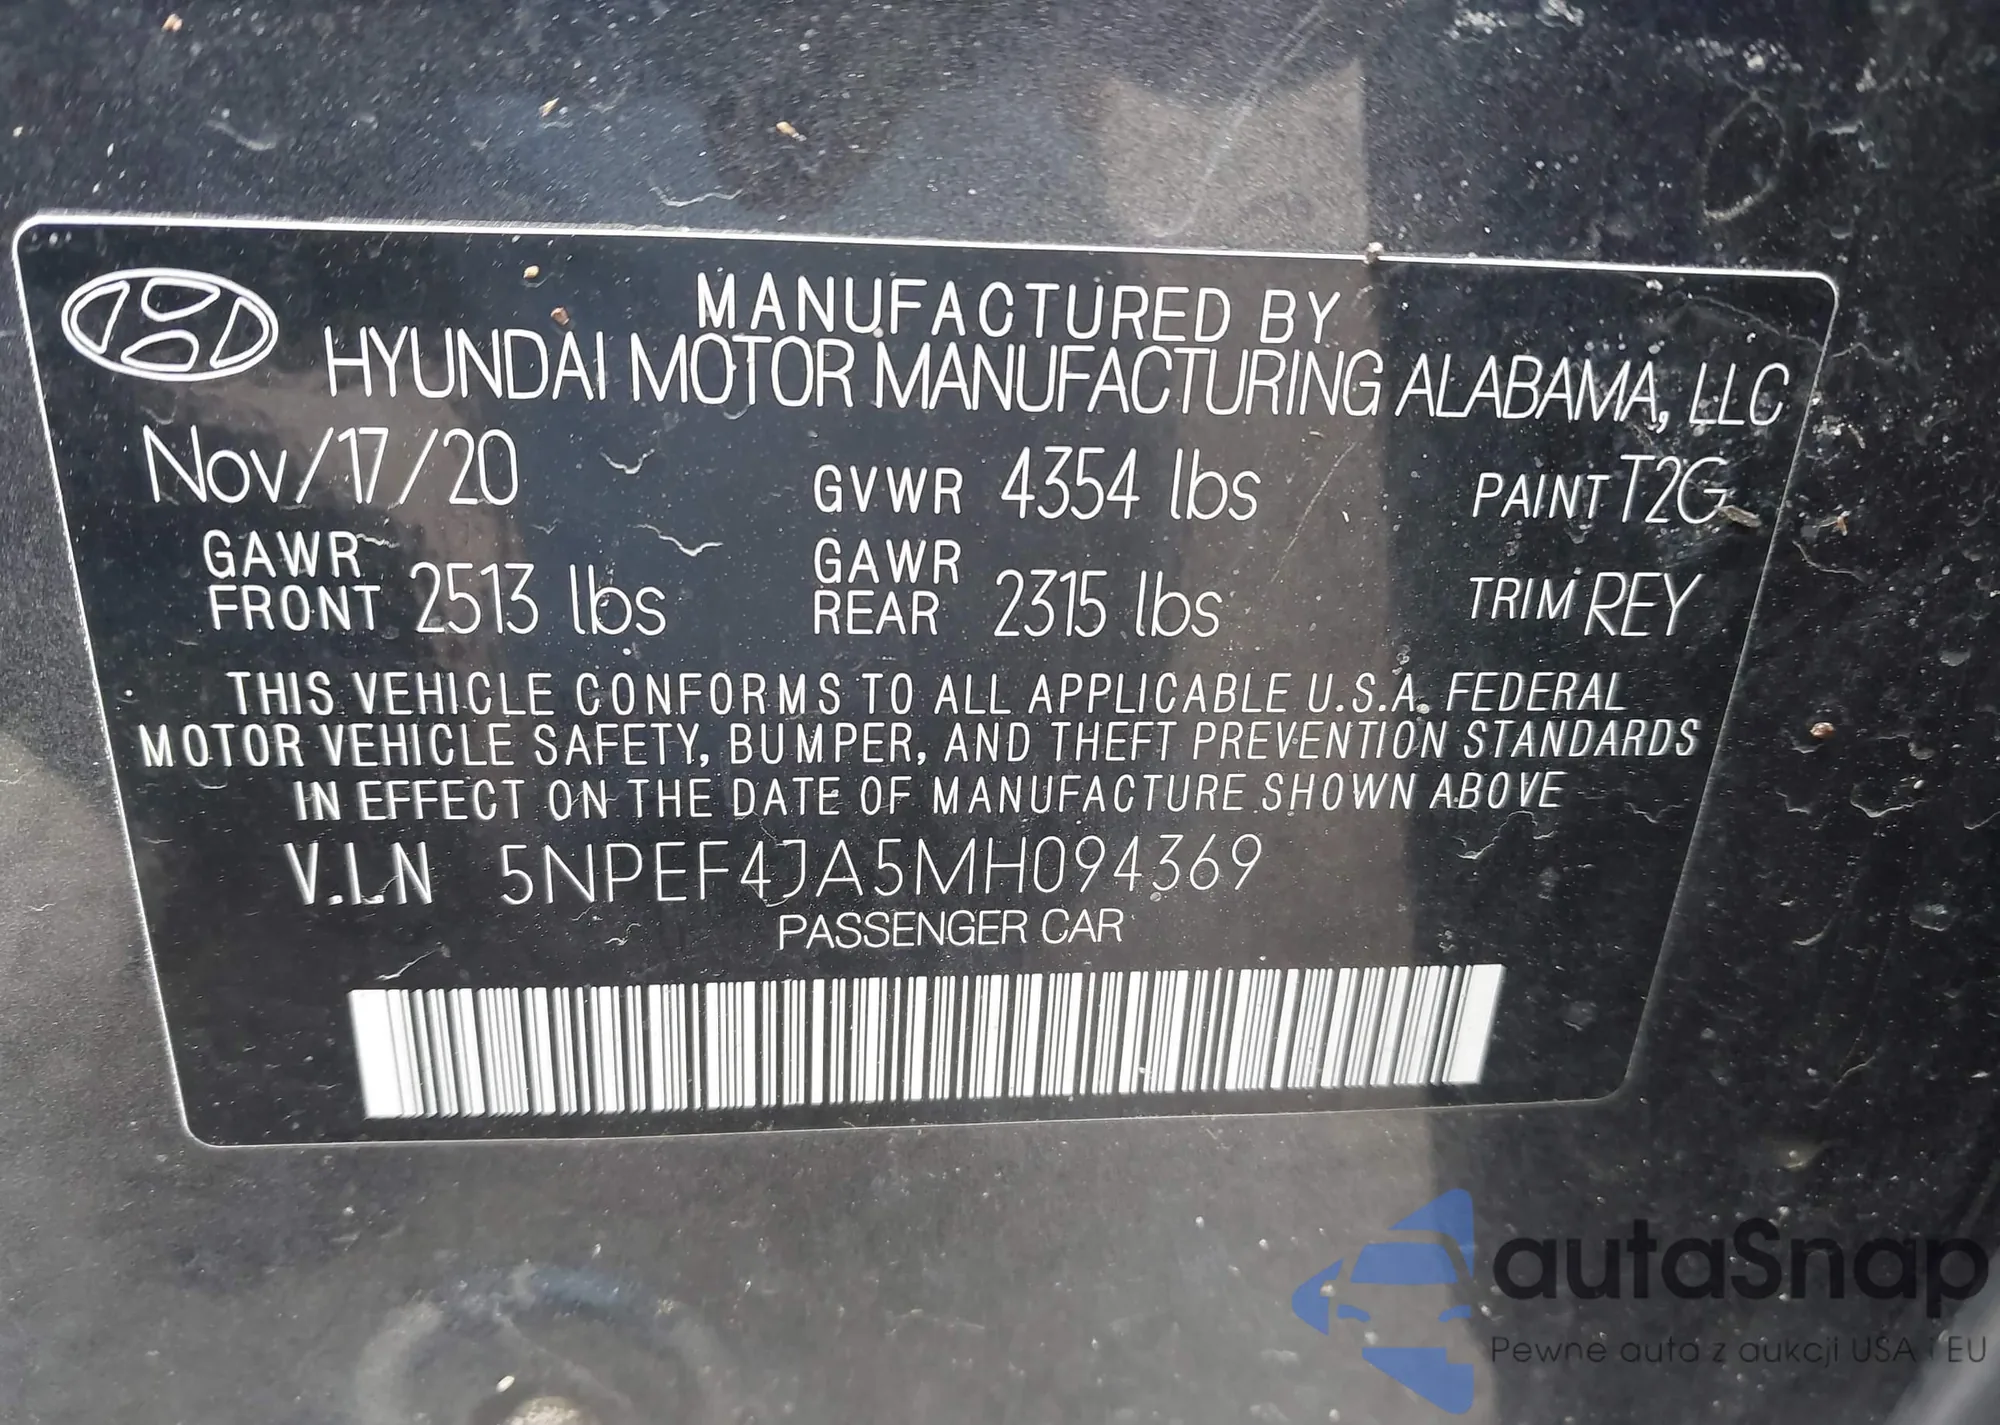 MANUFACTURED BY
HYUNDAI MOTOR MANUFACTURING ALABAMA, LLC
Nov/17/20 GVWR 4354 lbs PAINT T2G
GAWR FRONT 2513 lbs GAWR REAR 2315 lbs TRIM REY
THIS VEHICLE CONFORMS TO ALL APPLICABLE U.S.A. FEDERAL
MOTOR VEHICLE SAFETY, BUMPER, AND THEFT PREVENTION STANDARDS
IN EFFECT ON THE DATE OF MANUFACTURE SHOWN ABOVE
V.I.N 5NPEF4JA5MH094369
PASSENGER CAR
autaSnap
Pewne auta z aukcji USA i EU